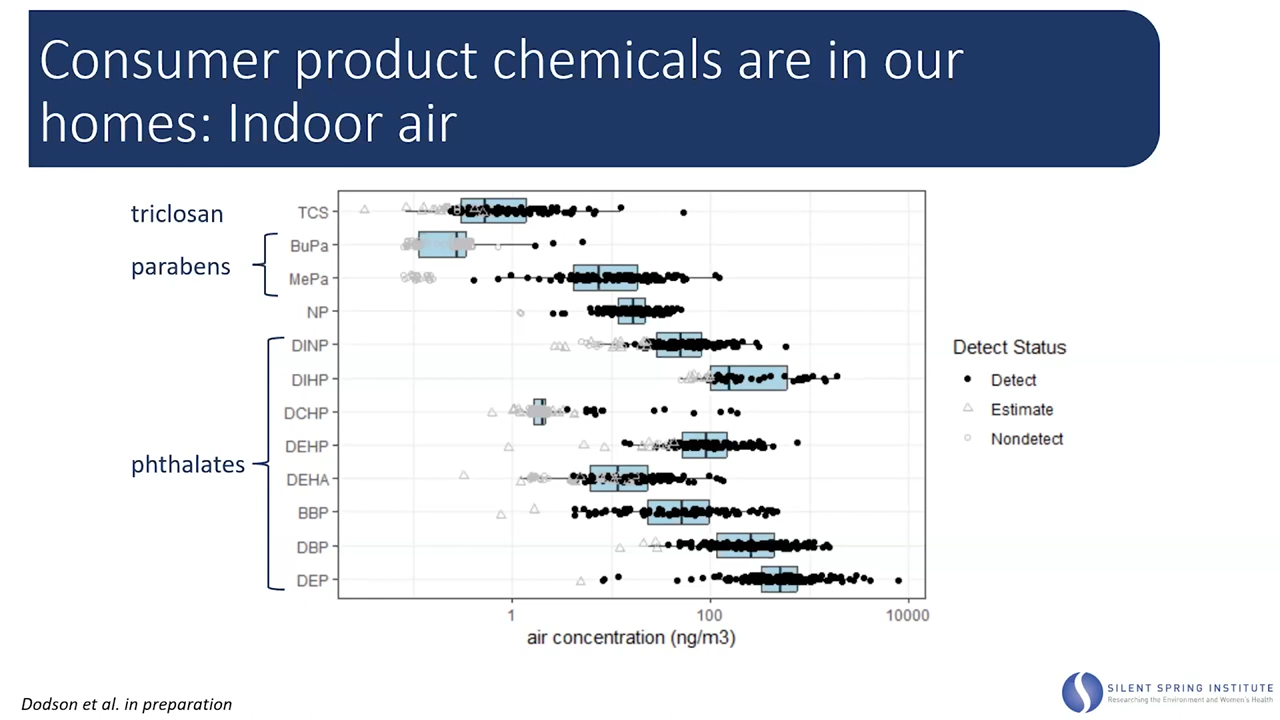 Consumer product chemicals are in our
homes: Indoor air
triclosan
parabens
phthalates
TCS
BuPa
MePa
NP
DINP
DIHP
DCHP
DEHP
DEHA
BBP
DBP
DEP
1
100
10000
air concentration (ng/m3)
Detect Status
Detect
Estimate
Nondetect
Dodson et al. in preparation
SILENT SPRING INSTITUTE
Researching the Environment and Women's Health